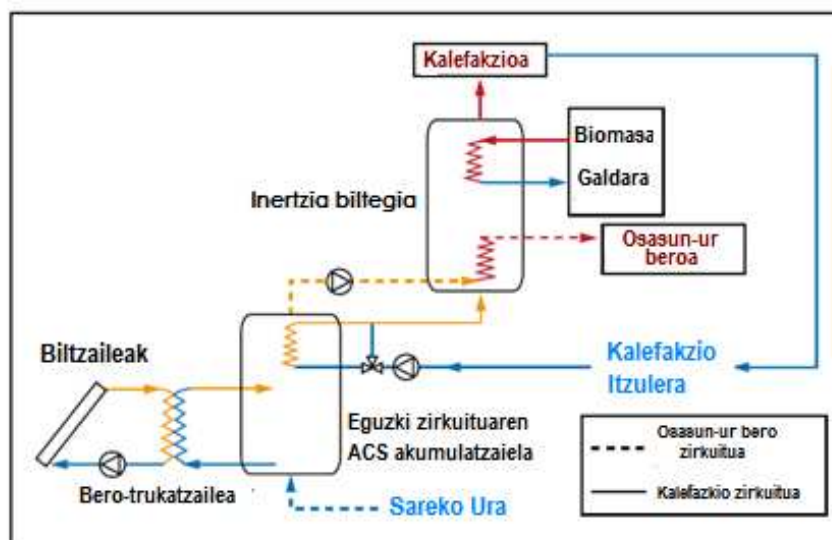 Kalefakzioa
Biomasa
Galdara
Inertzia biltegia
Osasun-ur
beroa
Biltzaileak
Kalefakzio
Itzulera
Eguzki zirkuituaren
ACS akumulatzaiela
Bero-trukatzailea
Sareko Ura
Osasun-ur bero
zirkuitua
Kalefazkio zirkuitua